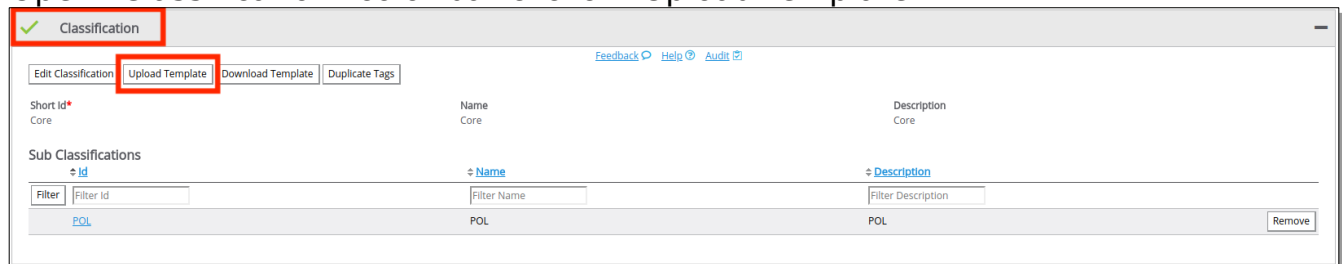 Classification
Feedback Help Audit
Edit Classification Upload Template Download Template Duplicate Tags
Short Id* Name Description
Core Core Core
Sub Classifications
Id Name Description
Filter Filter Id Filter Name Filter Description
POL POL POL Remove